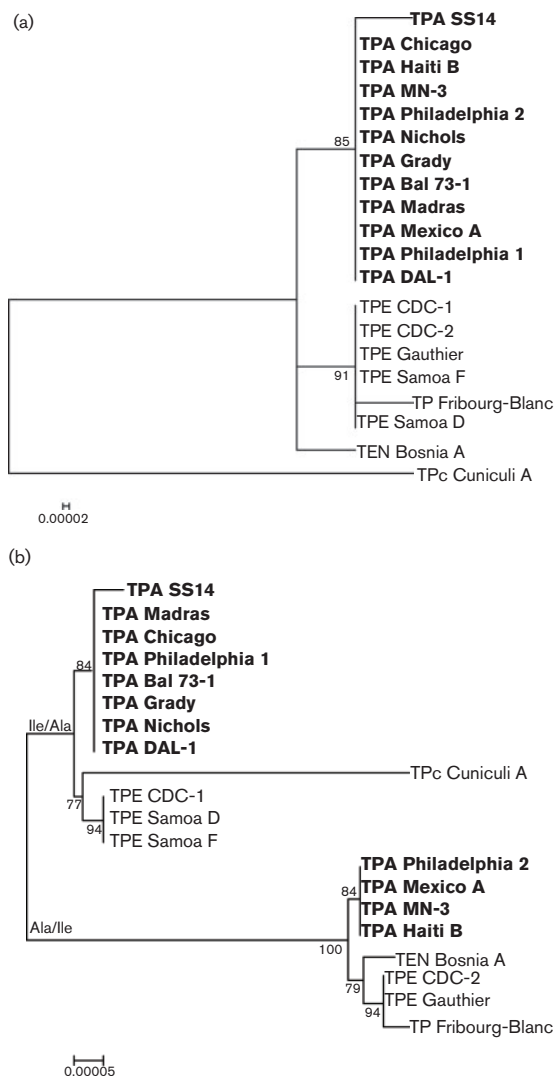 (a)
TPA SS14
TPA Chicago
TPA Haiti B
TPA MN-3
TPA Philadelphia 2
85
TPA Nichols
TPA Grady
TPA Bal 73-1
TPA Madras
TPA Mexico A
TPA Philadelphia 1
TPA DAL-1
TPE CDC-1
TPE CDC-2
TPE Gauthier
91
TPE Samoa F
TP Fribourg-Blanc
TPE Samoa D
TEN Bosnia A
TPc Cuniculi A
0.00002
(b)
TPA SS14
TPA Madras
TPA Chicago
84
TPA Philadelphia 1
TPA Bal 73-1
TPA Grady
Ile/Ala
TPA Nichols
TPA DAL-1
TPc Cuniculi A
77
TPE CDC-1
TPE Samoa D
94
TPE Samoa F
TPA Philadelphia 2
84
TPA Mexico A
TPA MN-3
Ala/Ile
TPA Haiti B
100
TEN Bosnia A
TPE CDC-2
79
TPE Gauthier
94
TP Fribourg-Blanc
0.00005